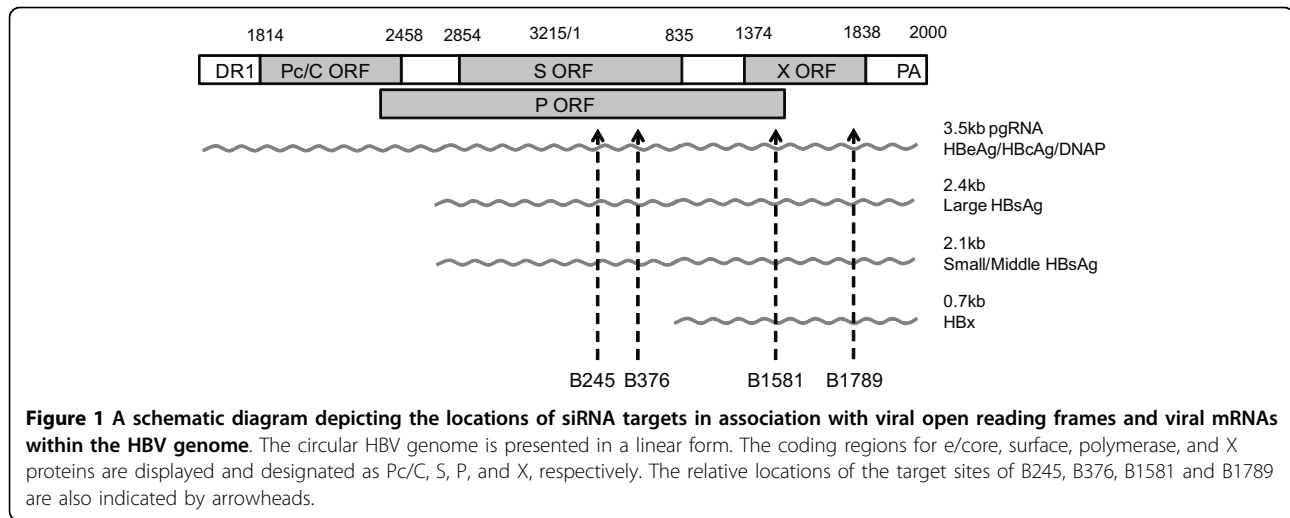 1814 2458 2854 3215/1 835 1374 1838 2000
DR1 Pc/C ORF S ORF X ORF PA
P ORF
3.5kb pgRNA
HBeAg/HBcAg/DNAP
2.4kb
Large HBsAg
2.1kb
Small/Middle HBsAg
0.7kb
HBx
B245 B376 B1581 B1789
Figure 1 A schematic diagram depicting the locations of siRNA targets in association with viral open reading frames and viral mRNAs
within the HBV genome. The circular HBV genome is presented in a linear form. The coding regions for e/core, surface, polymerase, and X
proteins are displayed and designated as Pc/C, S, P, and X, respectively. The relative locations of the target sites of B245, B376, B1581 and B1789
are also indicated by arrowheads.